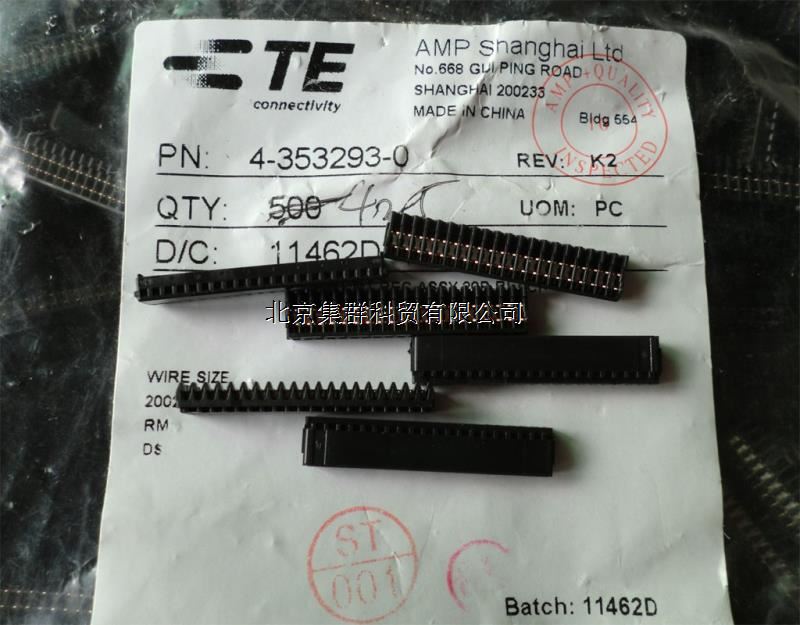 TE
connectivity
AMP Shanghai Ltd
No.668 GUI PING ROAD
SHANGHAI 200233
MADE IN CHINA
Bldg 554
AMP QUALITY
INSPECTED
PN: 4-353293-0
REV: K2
QTY: 500
UOM: PC
D/C: 11462D
北京集群科贸有限公司
WIRE SIZE
RM
DS
ST
001
Batch: 11462D